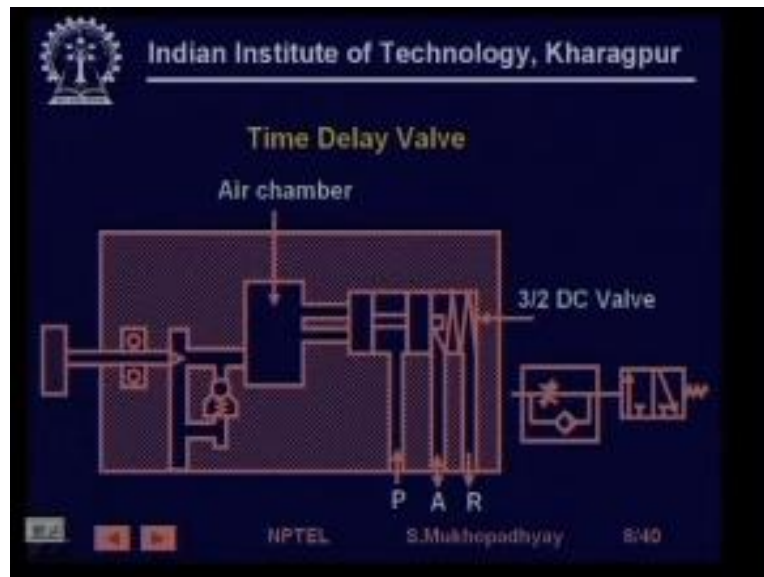 Indian Institute of Technology, Kharagpur
Time Delay Valve
Air chamber
3/2 DC Valve
P A R
NPTEL S.Mukhopadhyay 8/40